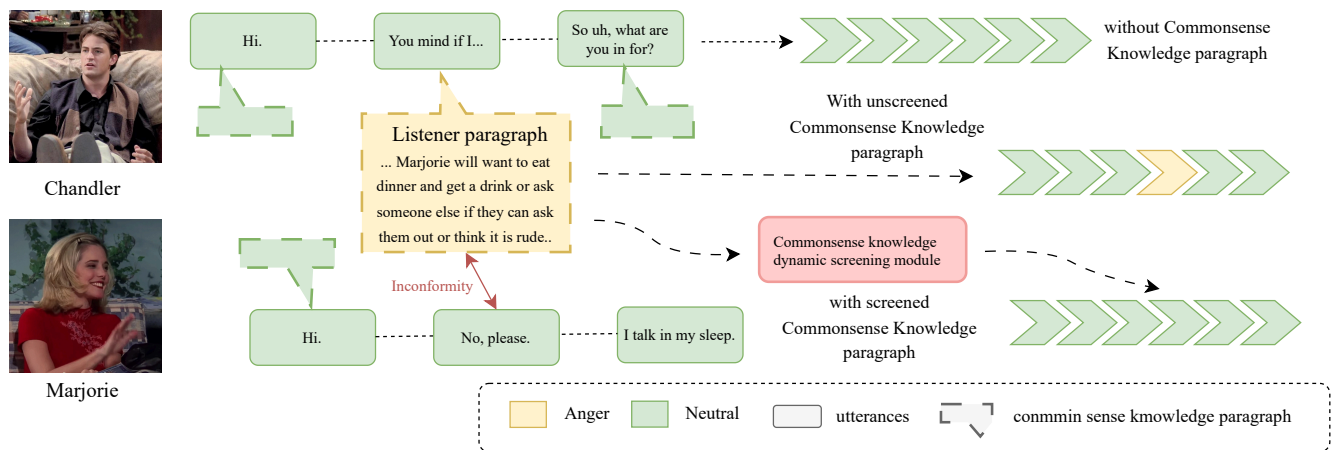 Hi.
You mind if I...
So uh, what are
you in for?
without Commonsense
Knowledge paragraph
With unscreened
Commonsense Knowledge
paragraph
Listener paragraph
... Marjorie will want to eat
dinner and get a drink or ask
someone else if they can ask
them out or think it is rude..
Chandler
Commonsense knowledge
dynamic screening module
Inconformity
with screened
Commonsense Knowledge
paragraph
Hi.
No, please.
I talk in my sleep.
Marjorie
Anger
Neutral
utterances
conmmin sense kmowledge paragraph